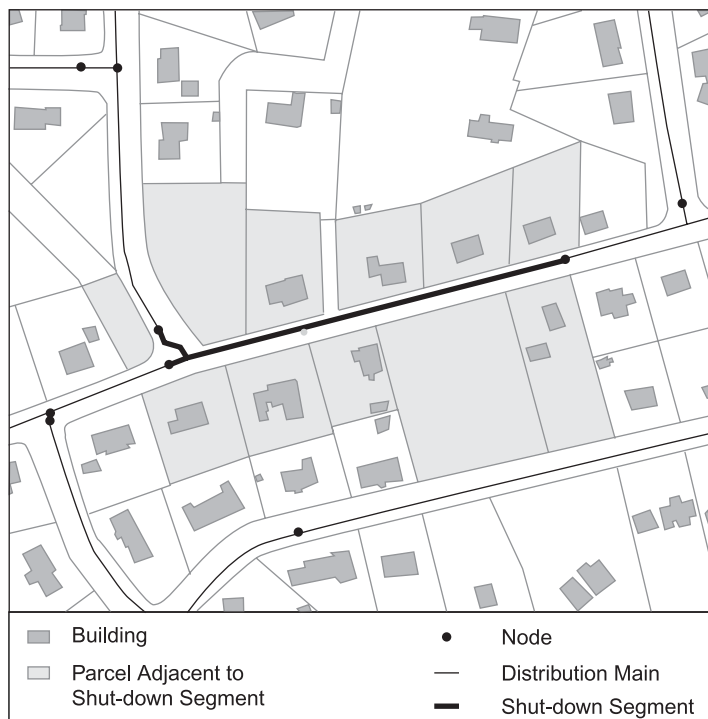 Building
Parcel Adjacent to
Shut-down Segment
Node
Distribution Main
Shut-down Segment